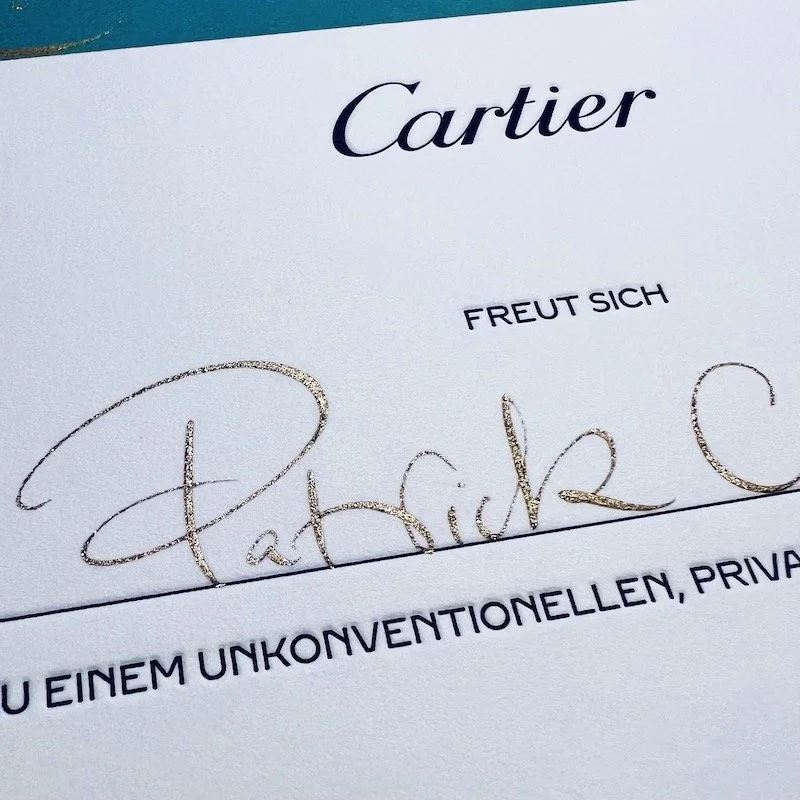 Cartier
FREUT SICH
Patrick C
U EINEM UNKONVENTIONELLEN, PRIVA